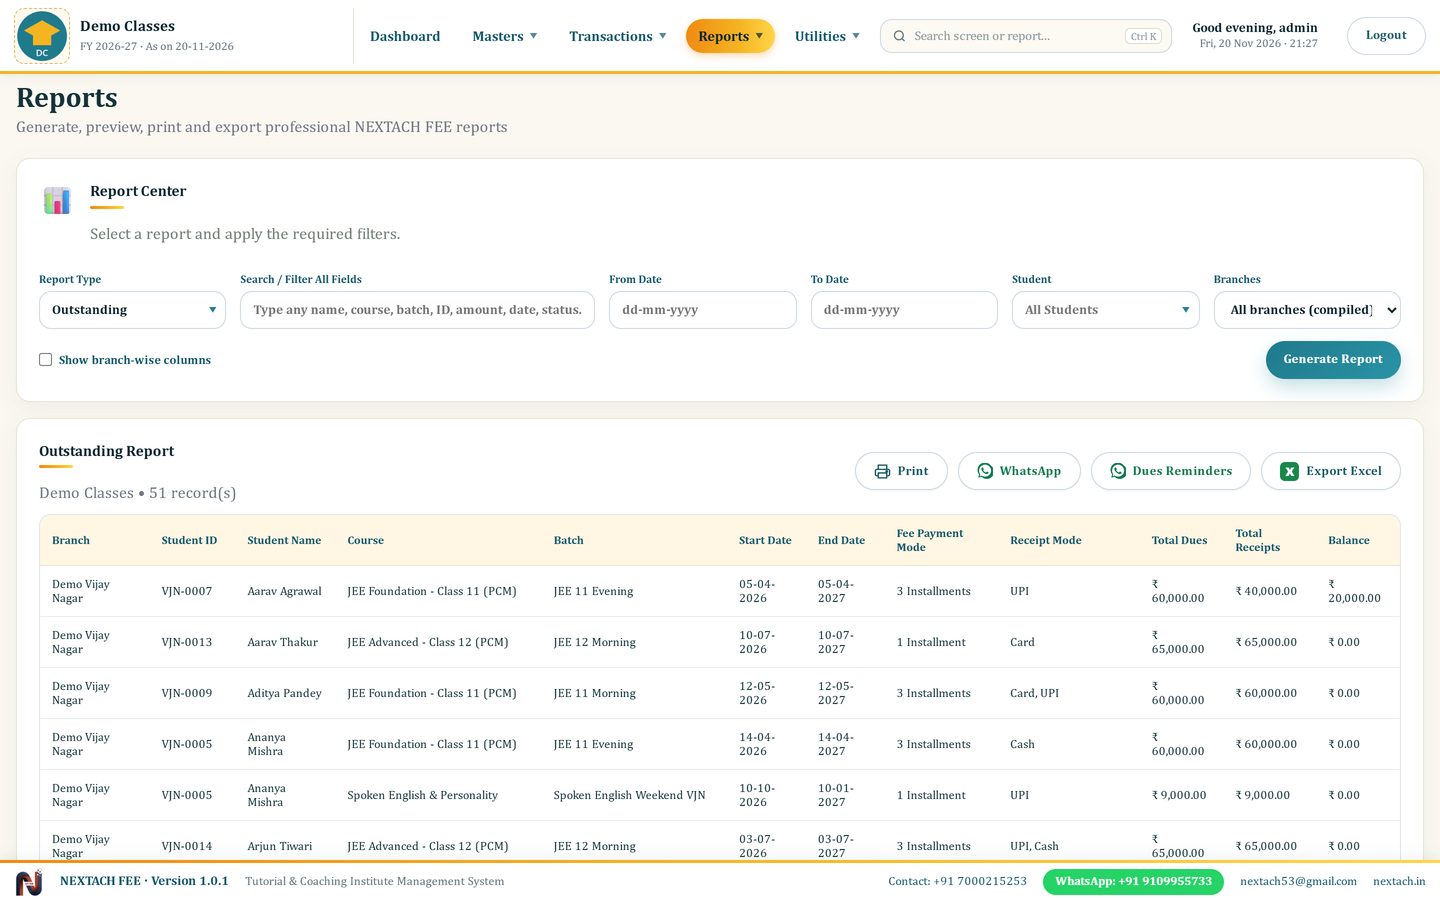 DC
Demo Classes
FY 2026-27 · As on 20-11-2026
Dashboard
Masters
Transactions
Reports
Utilities
Search screen or report...
Ctrl K
Good evening, admin
Fri, 20 Nov 2026 · 21:27
Logout
Reports
Generate, preview, print and export professional NEXTACH FEE reports
Report Center
Select a report and apply the required filters.
Report Type
Search / Filter All Fields
From Date
To Date
Student
Branches
Outstanding
Type any name, course, batch, ID, amount, date, status.
dd-mm-yyyy
dd-mm-yyyy
All Students
All branches (compiled)
Show branch-wise columns
Generate Report
Outstanding Report
Demo Classes • 51 record(s)
Print
WhatsApp
Dues Reminders
Export Excel
Branch Student ID Student Name Course Batch Start Date End Date Fee Payment Mode Receipt Mode Total Dues Total Receipts Balance
Demo Vijay Nagar VJN-0007 Aarav Agrawal JEE Foundation - Class 11 (PCM) JEE 11 Evening 05-04-2026 05-04-2027 3 Installments UPI ₹ 60,000.00 ₹ 40,000.00 ₹ 20,000.00
Demo Vijay Nagar VJN-0013 Aarav Thakur JEE Advanced - Class 12 (PCM) JEE 12 Morning 10-07-2026 10-07-2027 1 Installment Card ₹ 65,000.00 ₹ 65,000.00 ₹ 0.00
Demo Vijay Nagar VJN-0009 Aditya Pandey JEE Foundation - Class 11 (PCM) JEE 11 Morning 12-05-2026 12-05-2027 3 Installments Card, UPI ₹ 60,000.00 ₹ 60,000.00 ₹ 0.00
Demo Vijay Nagar VJN-0005 Ananya Mishra JEE Foundation - Class 11 (PCM) JEE 11 Evening 14-04-2026 14-04-2027 3 Installments Cash ₹ 60,000.00 ₹ 60,000.00 ₹ 0.00
Demo Vijay Nagar VJN-0005 Ananya Mishra Spoken English & Personality Spoken English Weekend VJN 10-10-2026 10-01-2027 1 Installment UPI ₹ 9,000.00 ₹ 9,000.00 ₹ 0.00
Demo Vijay Nagar VJN-0014 Arjun Tiwari JEE Advanced - Class 12 (PCM) JEE 12 Morning 03-07-2026 03-07-2027 3 Installments UPI, Cash ₹ 65,000.00 ₹ 65,000.00 ₹ 0.00
NEXTACH FEE · Version 1.0.1
Tutorial & Coaching Institute Management System
Contact: +91 7000215253
WhatsApp: +91 9109955733
nextach53@gmail.com
nextach.in